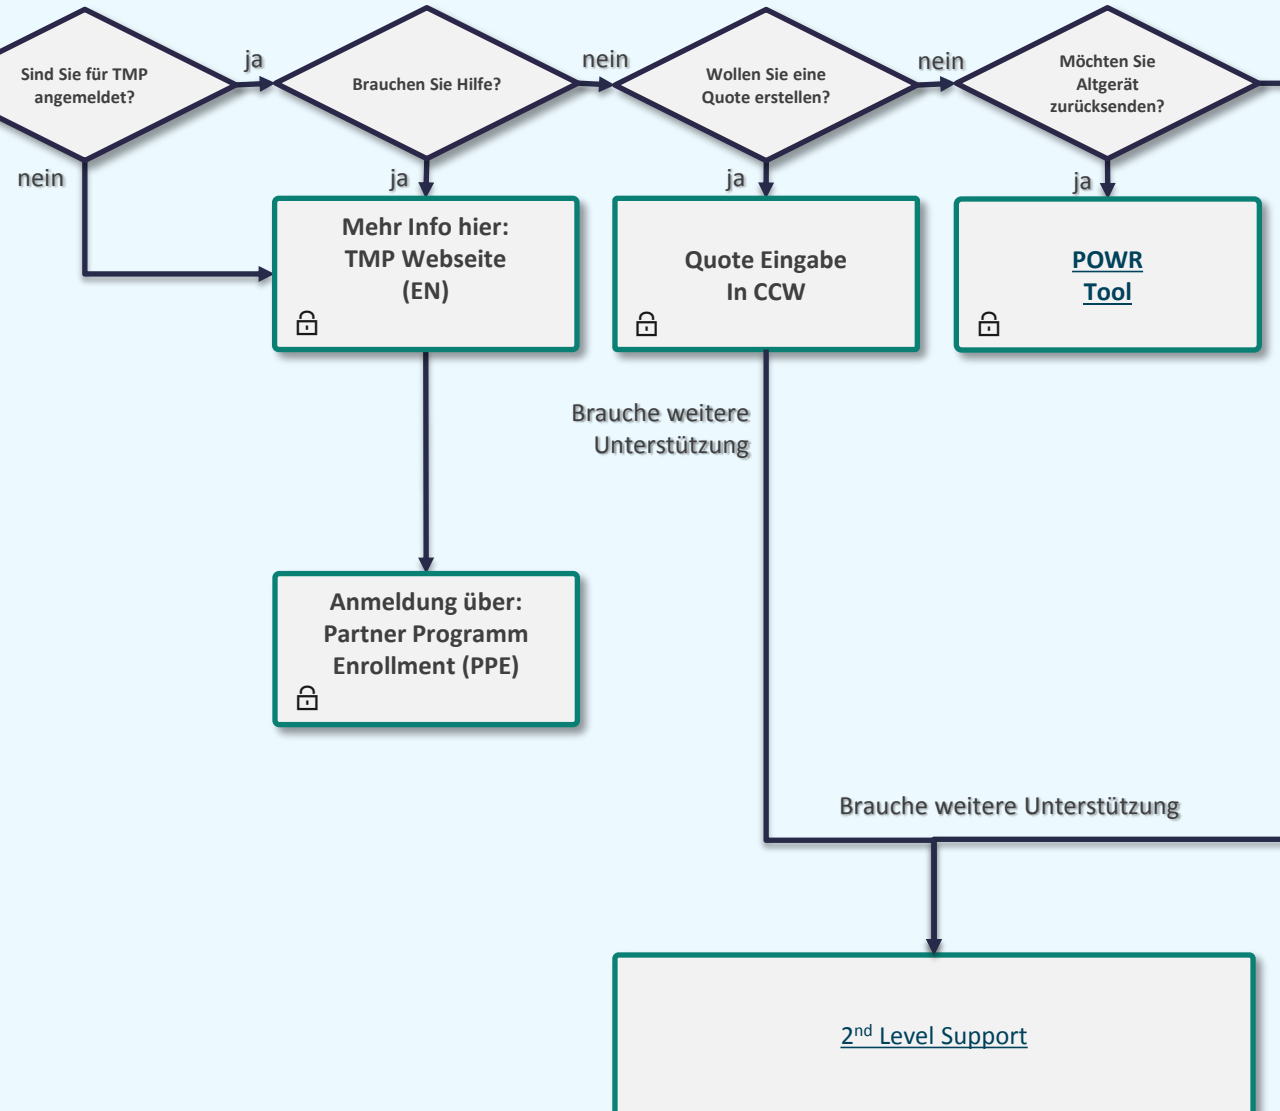 Sind Sie für TMP
angemeldet?
ja
Brauchen Sie Hilfe?
nein
Wollen Sie eine
Quote erstellen?
nein
Möchten Sie
Altgerät
zurücksenden?
nein
ja
ja
ja
Mehr Info hier:
TMP Webseite
(EN)
Quote Eingabe
In CCW
POWR
Tool
Brauche weitere
Unterstützung
Anmeldung über:
Partner Programm
Enrollment (PPE)
Brauche weitere Unterstützung
2nd Level Support